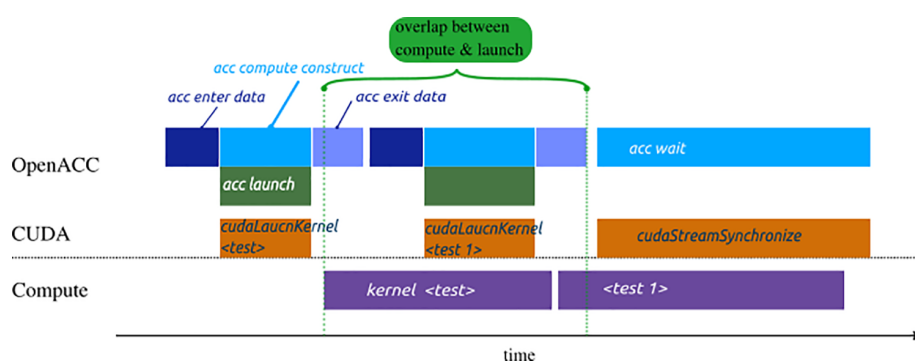 overlap between
compute & launch
acc compute construct
acc enter data
acc exit data
OpenACC
acc wait
acc launch
CUDA
cudaLaucnKernel
<test>
cudaLaucnKernel
<test 1>
cudaStreamSynchronize
Compute
kernel <test>
<test 1>
time